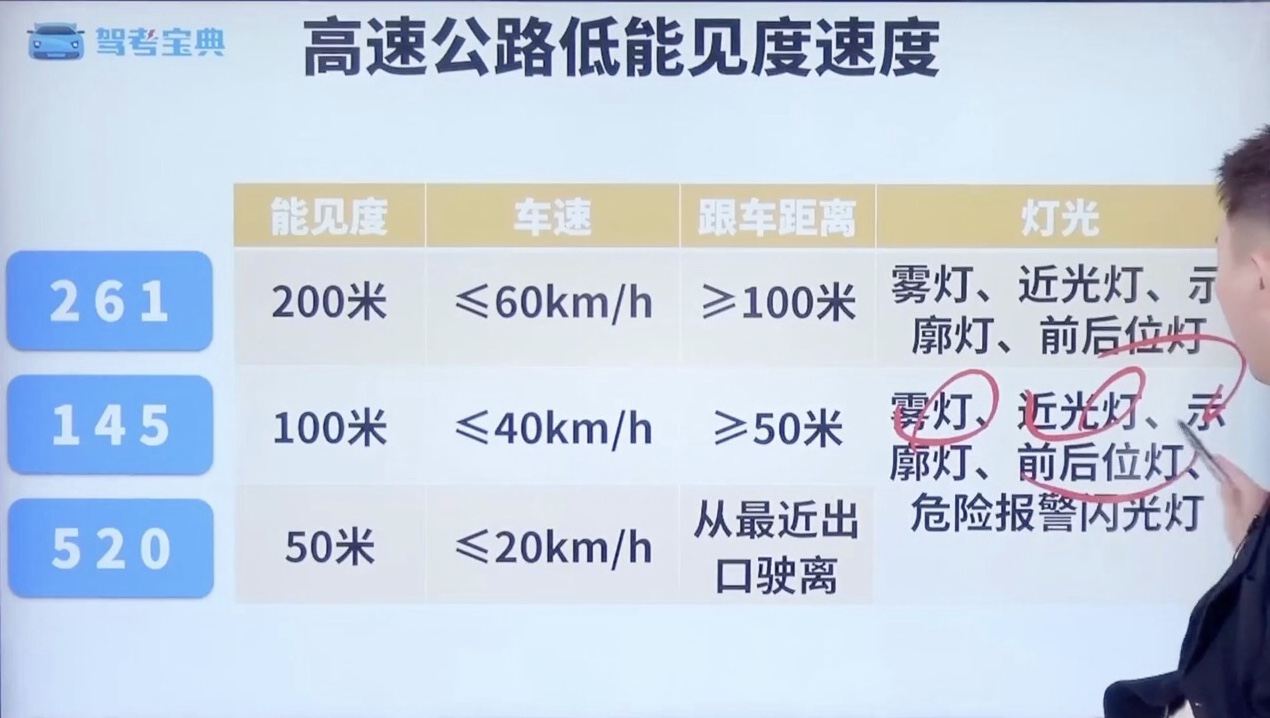 驾考宝典
高速公路低能见度速度
能见度 车速 跟车距离 灯光
261 200米 ≤60km/h ≥100米 雾灯、近光灯、示
廓灯、前后位灯
145 100米 ≤40km/h ≥50米 雾灯、近光灯、示
廓灯、前后位灯、
危险报警闪光灯
520 50米 ≤20km/h 从最近出
口驶离